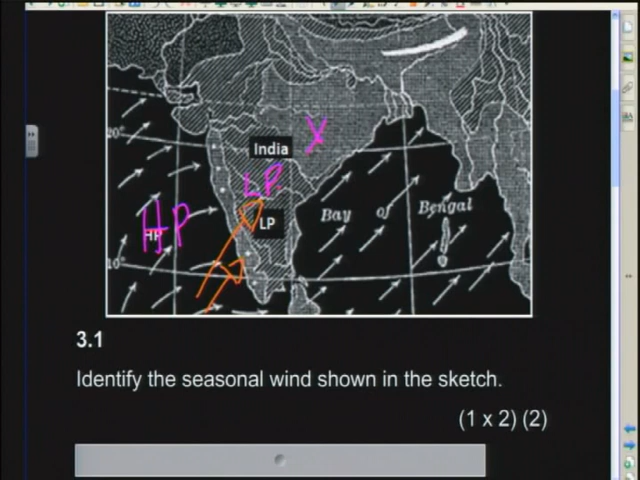 20°
India
X
LP
HP
HP
LP
Bay of Bengal
10°
3.1
Identify the seasonal wind shown in the sketch.
(1 x 2) (2)